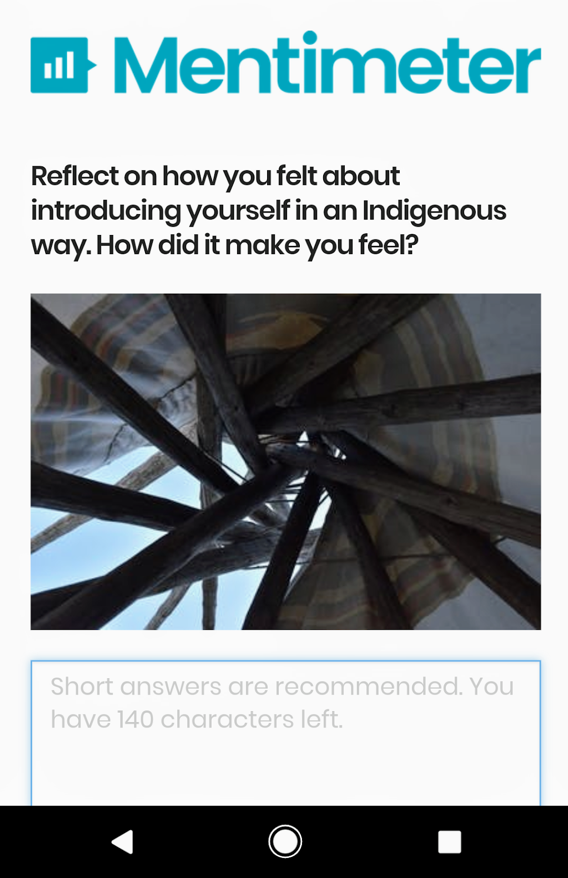 Mentimeter
Reflect on how you felt about
introducing yourself in an Indigenous
way. How did it make you feel?
Short answers are recommended. You
have 140 characters left.